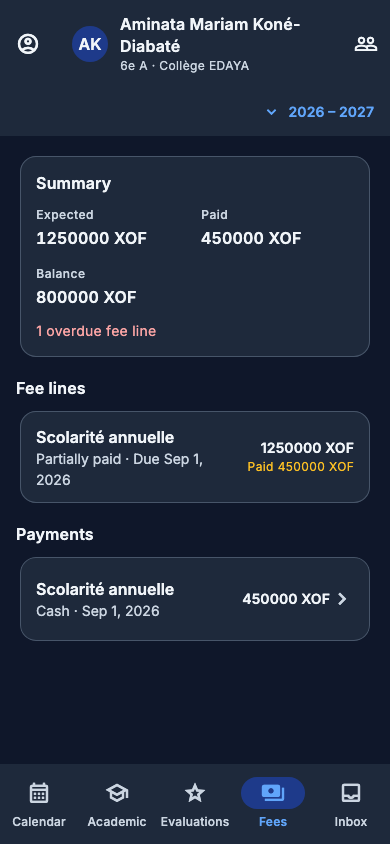 AK
Aminata Mariam Koné-
Diabaté
6e A · Collège EDAYA
2026 – 2027
Summary
Expected
Paid
1250000 XOF
450000 XOF
Balance
800000 XOF
1 overdue fee line
Fee lines
Scolarité annuelle
Partially paid · Due Sep 1,
2026
1250000 XOF
Paid 450000 XOF
Payments
Scolarité annuelle
Cash · Sep 1, 2026
450000 XOF
Calendar
Academic
Evaluations
Fees
Inbox